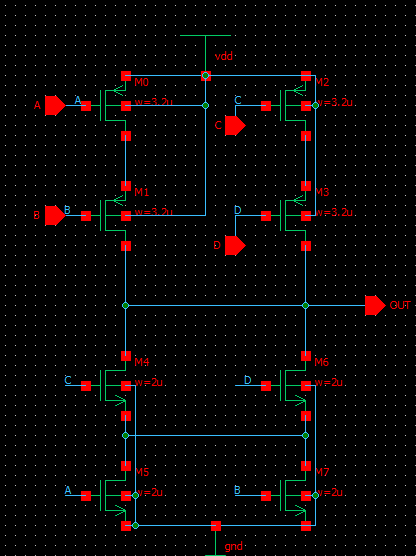 vdd
M0
M2
A
A
w=3.2u
C
w=3.2u
C
M1
M3
B
B
w=3.2u
D
w=3.2u
D
OUT
M4
M6
C
w=2u
D
w=2u
M5
M7
A
w=2u
B
w=2u
gnd